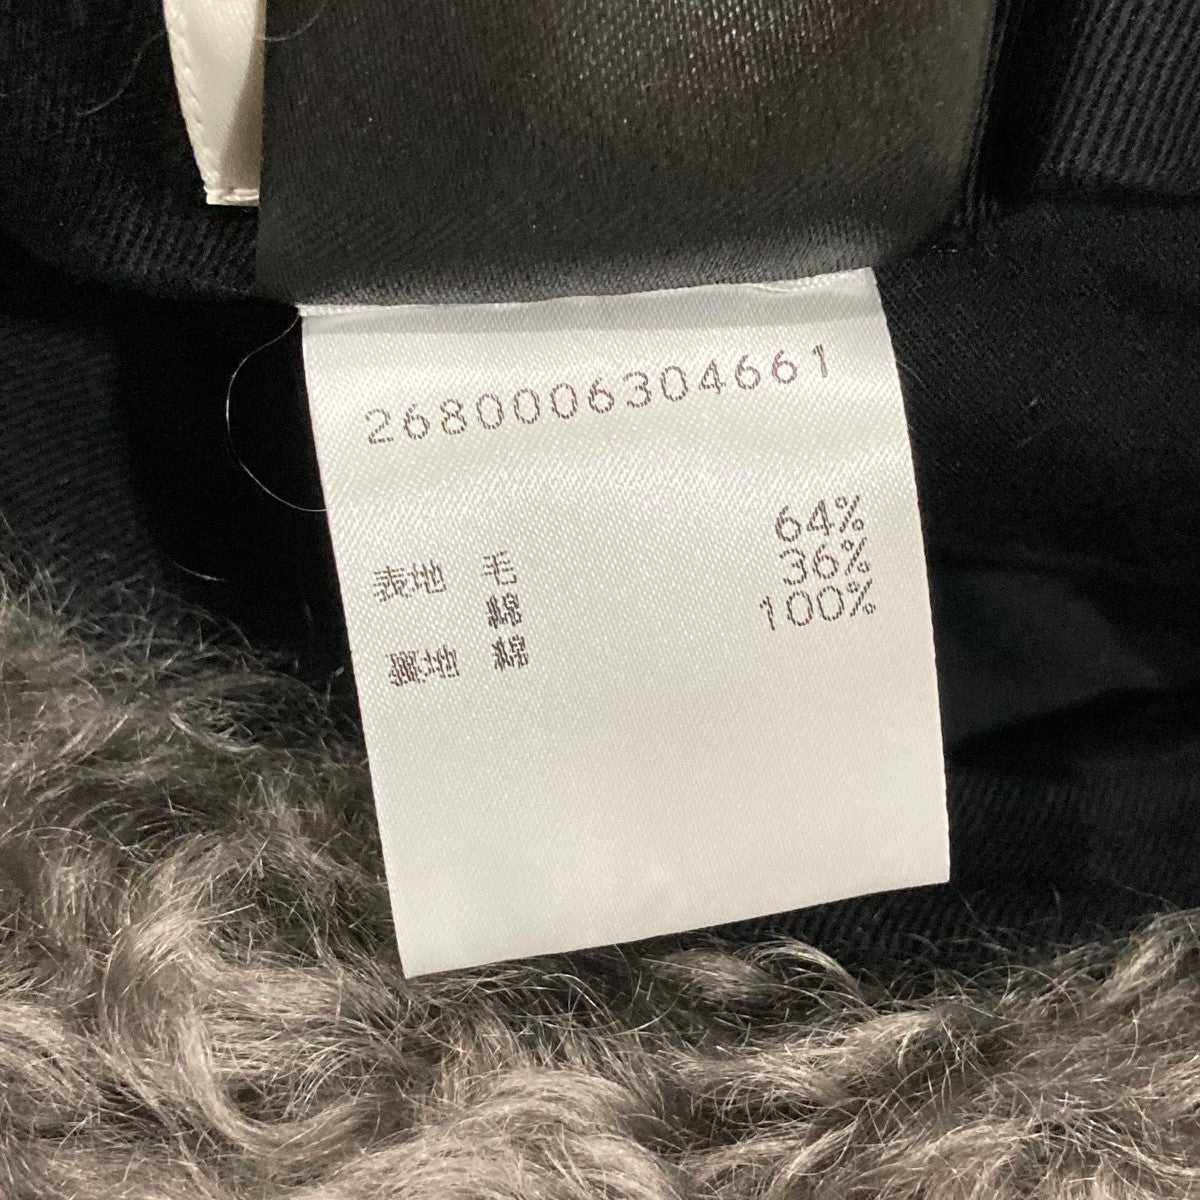 2680006304661
表地 毛 64%
綿 36%
裏地 綿 100%